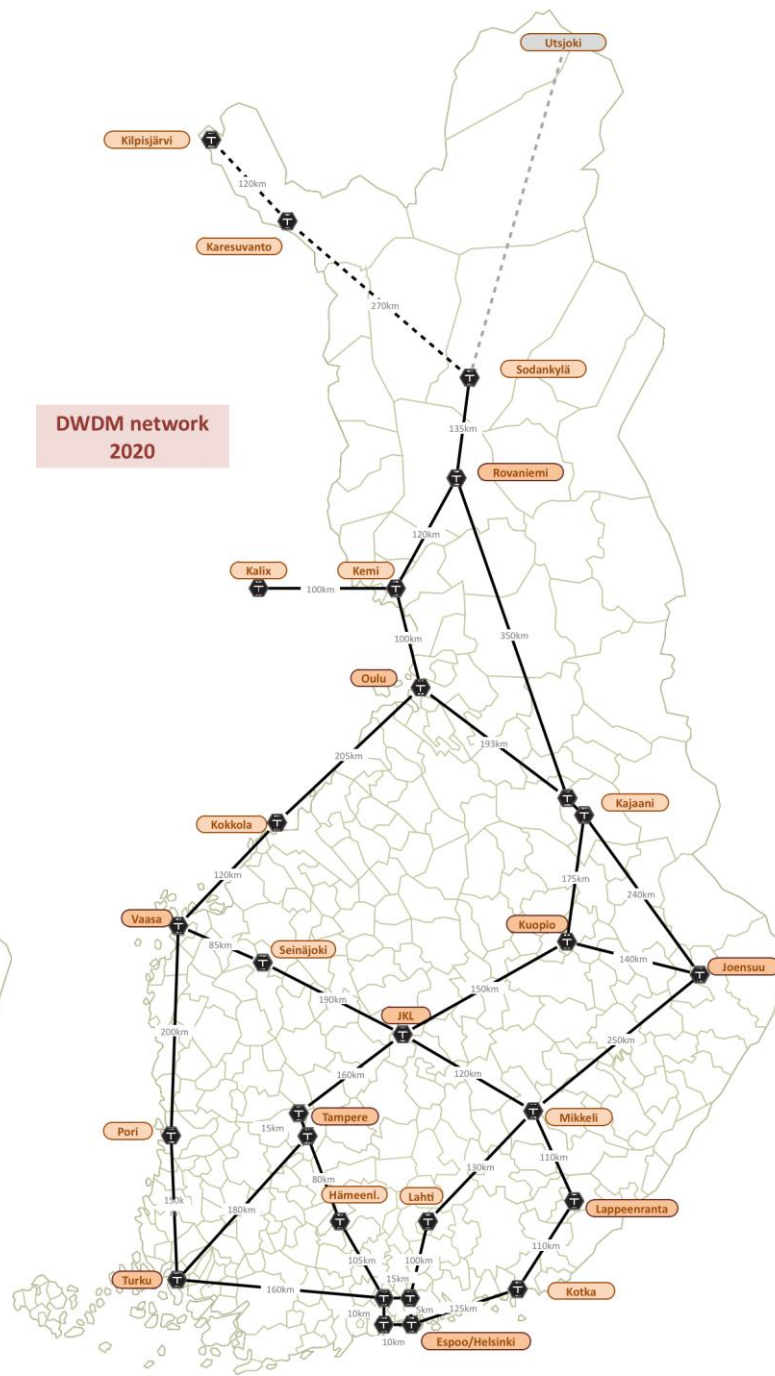 Utsjoki
Kilpisjärvi
120km
Karesuvanto
270km
Sodankylä
DWDM network
2020
135km
Rovaniemi
120km
Kalix
Kemi
100km
100km
350km
Oulu
193km
205km
Kajaani
Kokkola
120km
175km
240km
Vaasa
85km
Seinäjoki
Kuopio
140km
Joensuu
190km
150km
JKL
200km
250km
160km
120km
Tampere
15km
Mikkeli
Pori
80km
130km
110km
150k
180km
Hämeenl.
Lahti
Lappeenranta
105km
100km
110km
Turku
160km
15km
Kotka
10km
5km
125km
10km
Espoo/Helsinki